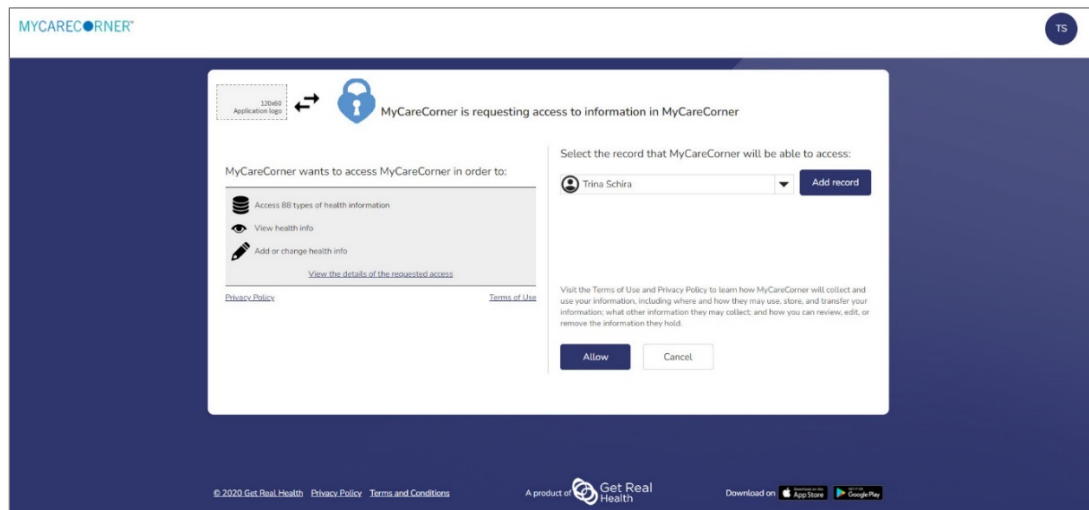 MYCARECORNER™
TS
120x60
Application logo
MyCareCorner is requesting access to information in MyCareCorner
MyCareCorner wants to access MyCareCorner in order to:
Access 88 types of health information
View health info
Add or change health info
View the details of the requested access
Privacy Policy
Terms of Use
Select the record that MyCareCorner will be able to access:
Trina Schira
Add record
Visit the Terms of Use and Privacy Policy to learn how MyCareCorner will collect and
use your information, including where and how they may use, store, and transfer your
information; what other information they may collect; and how you can review, edit, or
remove the information they hold.
Allow
Cancel
© 2020 Get Real Health Privacy Policy Terms and Conditions
A product of
Get Real
Health
Download on
App Store
Google Play